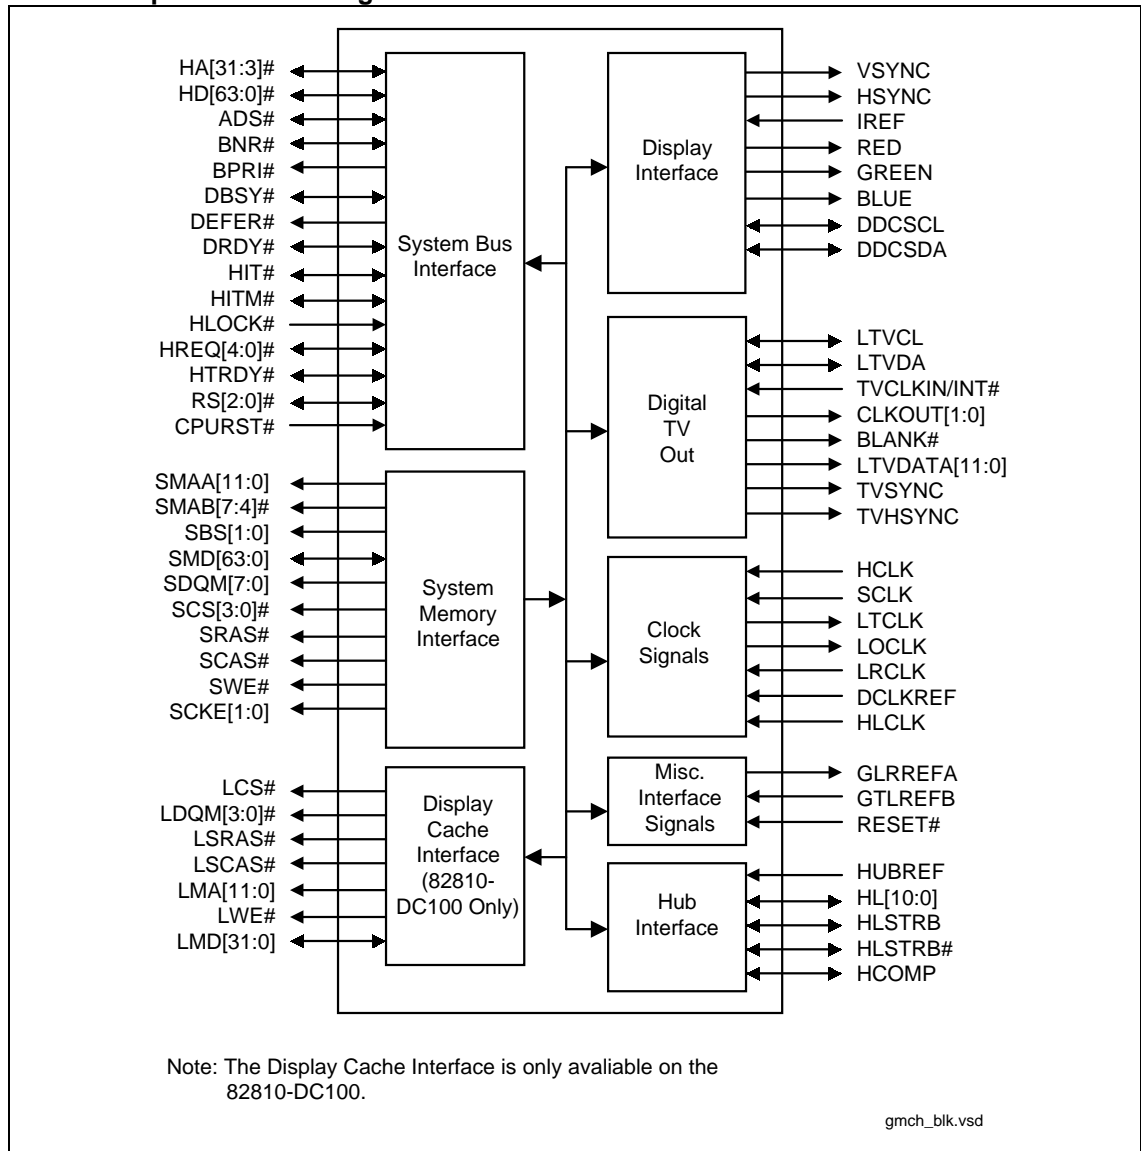 HA[31:3]#
HD[63:0]#
ADS#
BNR#
BPRI#
DBSY#
DEFER#
DRDY#
HIT#
HITM#
HLOCK#
HREQ[4:0]#
HTRDY#
RS[2:0]#
CPURST#
System Bus
Interface
SMAA[11:0]
SMAB[7:4]#
SBS[1:0]
SMD[63:0]
SDQM[7:0]
SCS[3:0]#
SRAS#
SCAS#
SWE#
SCKE[1:0]
System
Memory
Interface
LCS#
LDQM[3:0]#
LSRAS#
LSCAS#
LMA[11:0]
LWE#
LMD[31:0]
Display
Cache
Interface
(82810-
DC100 Only)
Display
Interface
VSYNC
HSYNC
IREF
RED
GREEN
BLUE
DDCSCL
DDCSDA
Digital
TV
Out
LTVCL
LTVDA
TVCLKIN/INT#
CLKOUT[1:0]
BLANK#
LTVDATA[11:0]
TVSYNC
TVHSYNC
Clock
Signals
HCLK
SCLK
LTCLK
LOCLK
LRCLK
DCLKREF
HLCLK
Misc.
Interface
Signals
GLRREFA
GTLREFB
RESET#
Hub
Interface
HUBREF
HL[10:0]
HLSTRB
HLSTRB#
HCOMP
Note: The Display Cache Interface is only avaliable on the
82810-DC100.
gmch_blk.vsd